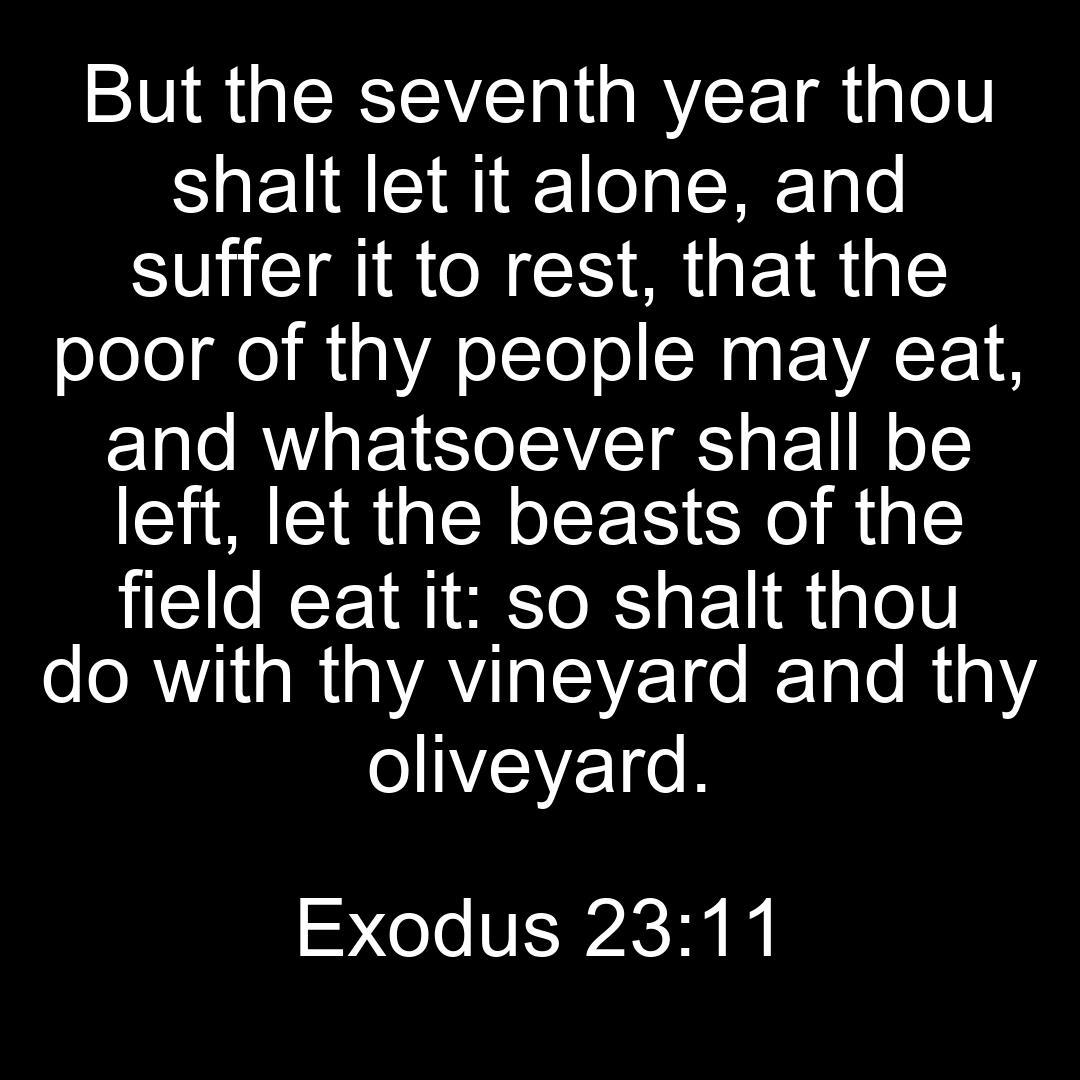 But the seventh year thou
shalt let it alone, and
suffer it to rest, that the
poor of thy people may eat,
and whatsoever shall be
left, let the beasts of the
field eat it: so shalt thou
do with thy vineyard and thy
oliveyard.
Exodus 23:11